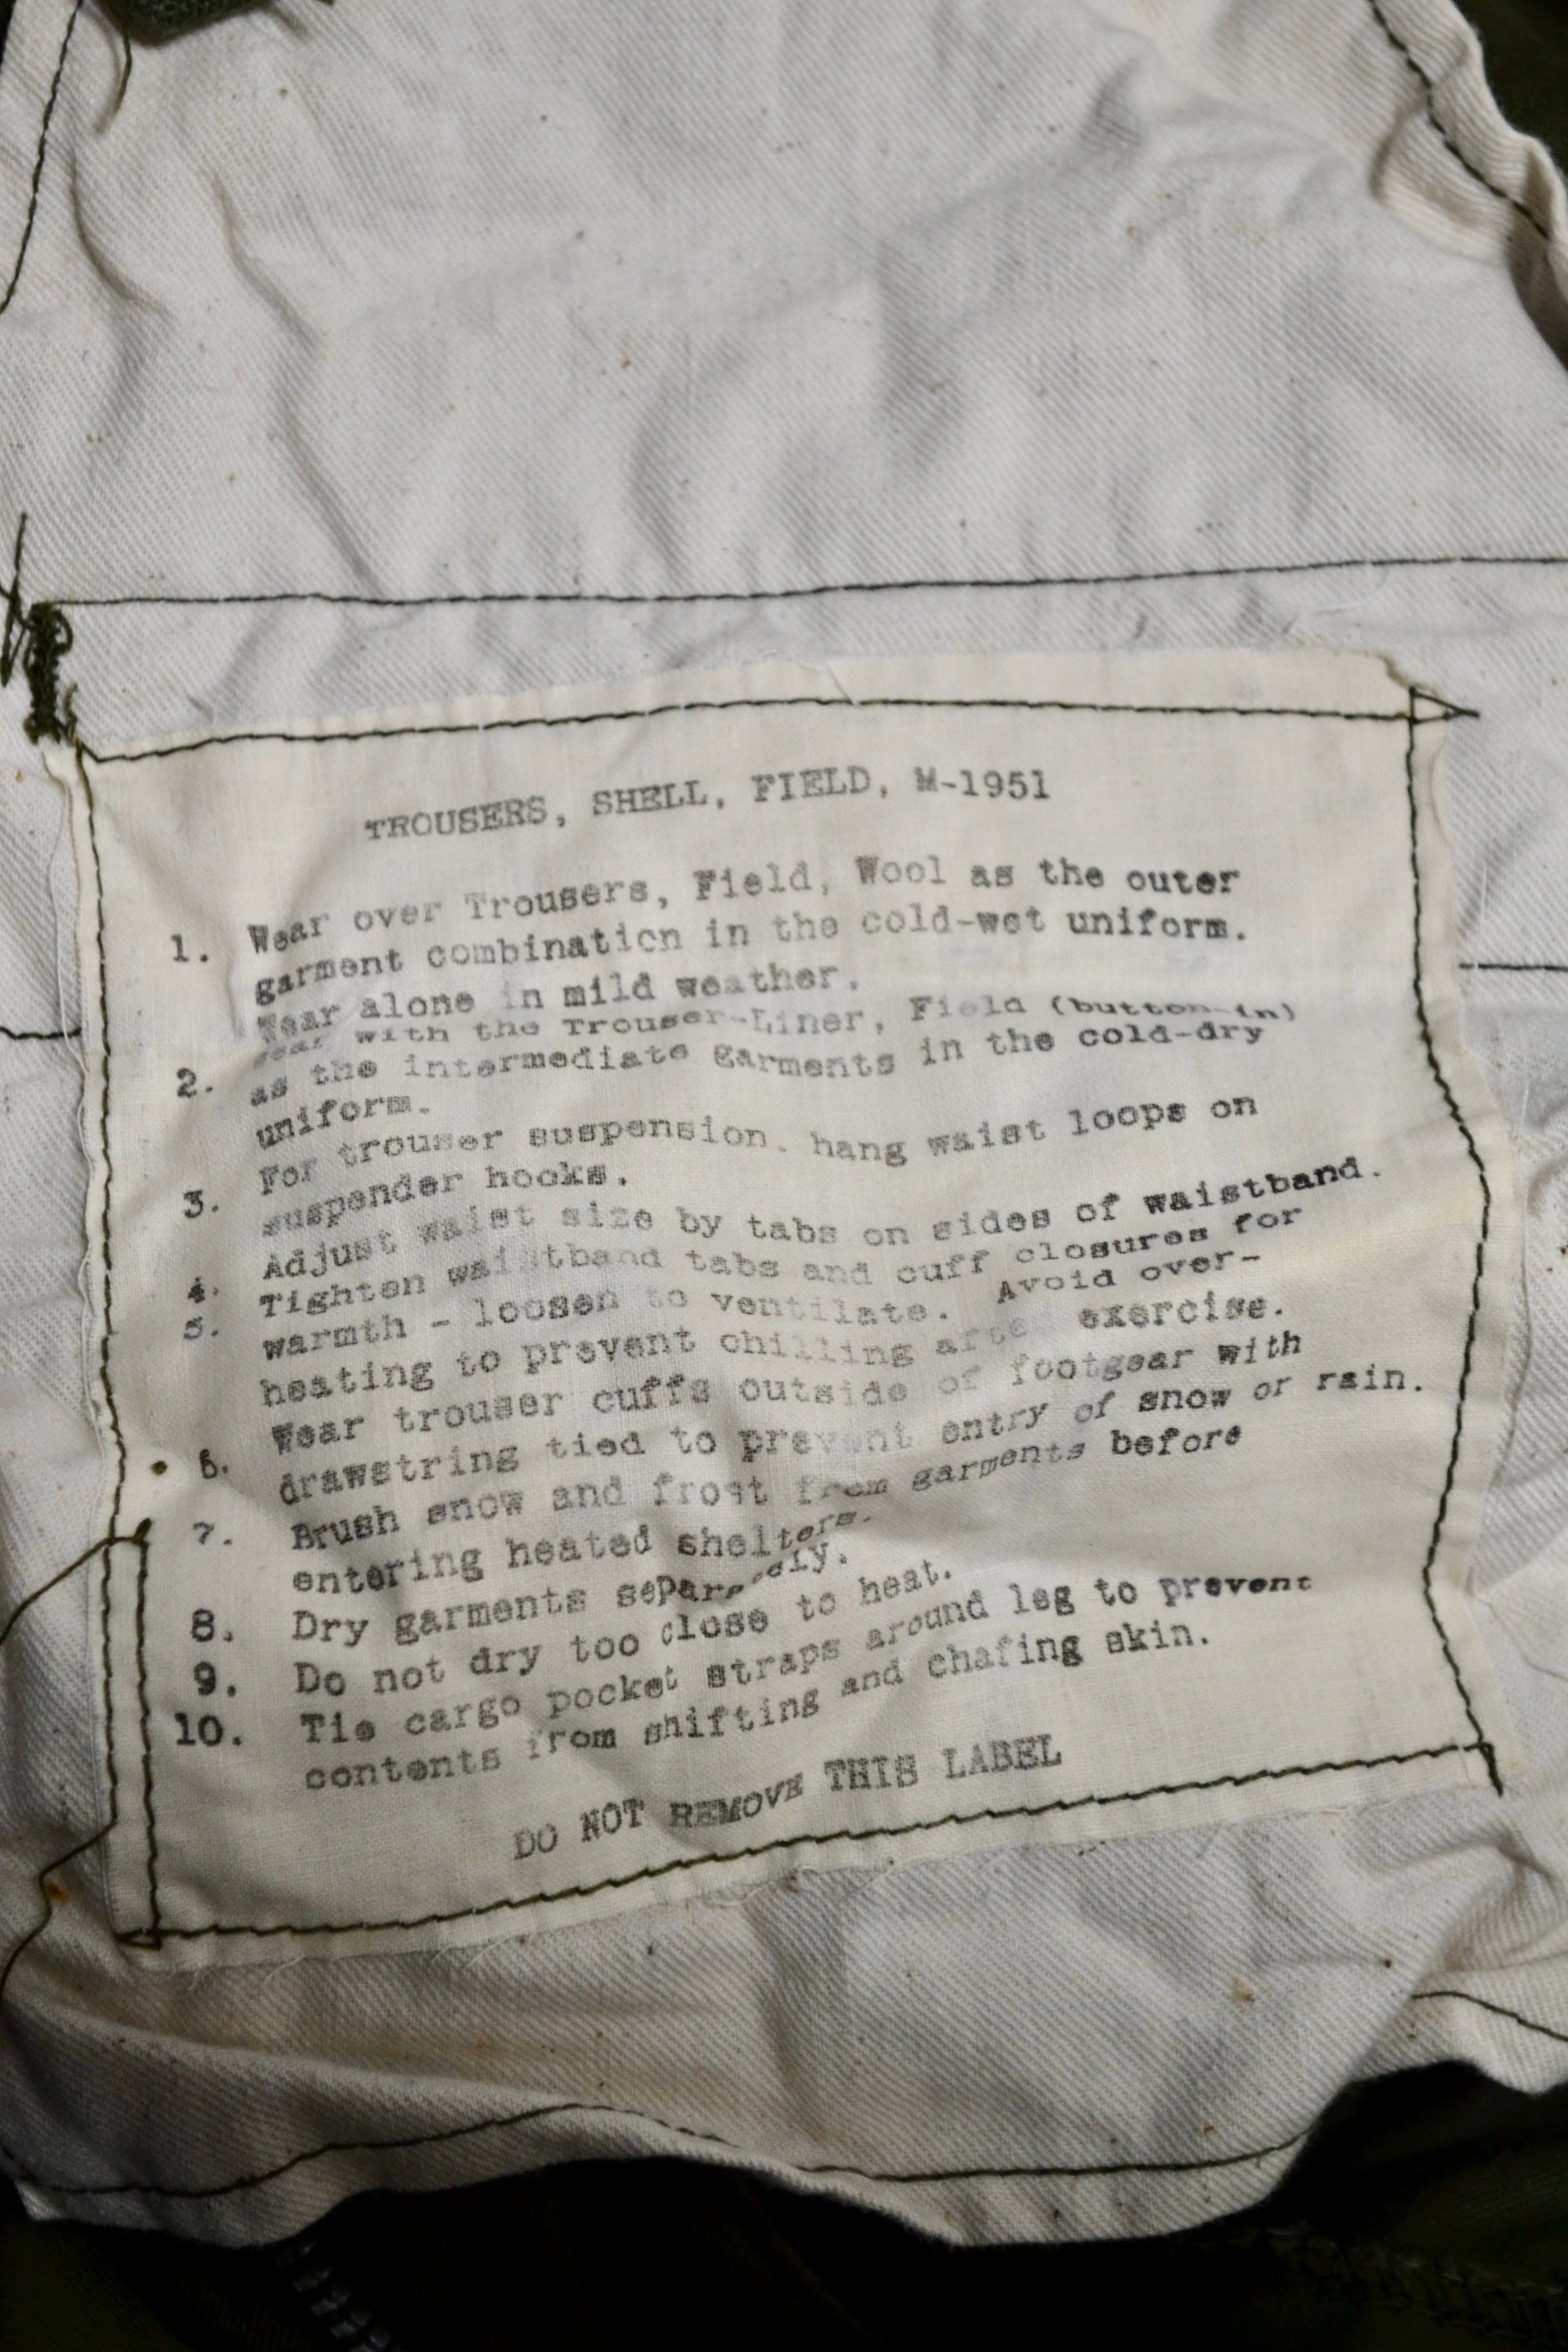 TROUSERS, SHELL, FIELD, M-1951
1. Wear over Trousers, Field, Wool as the outer
garment combination in the cold-wet uniform.
Wear alone in mild weather.
2. Wear with the Trouser-Liner, Field (button-in)
as the intermediate garments in the cold-dry
uniform.
3. For trouser suspension, hang waist loops on
suspender hooks.
4. Adjust waist size by tabs on sides of waistband.
5. Tighten waistband tabs and cuff closures for
warmth - loosen to ventilate. Avoid over-
heating to prevent chilling after exercise.
6. Wear trouser cuffs outside of footgear with
drawstring tied to prevent entry of snow or rain.
7. Brush snow and frost from garments before
entering heated shelters.
8. Dry garments separately.
9. Do not dry too close to heat.
10. Tie cargo pocket straps around leg to prevent
contents from shifting and chafing skin.
DO NOT REMOVE THIS LABEL